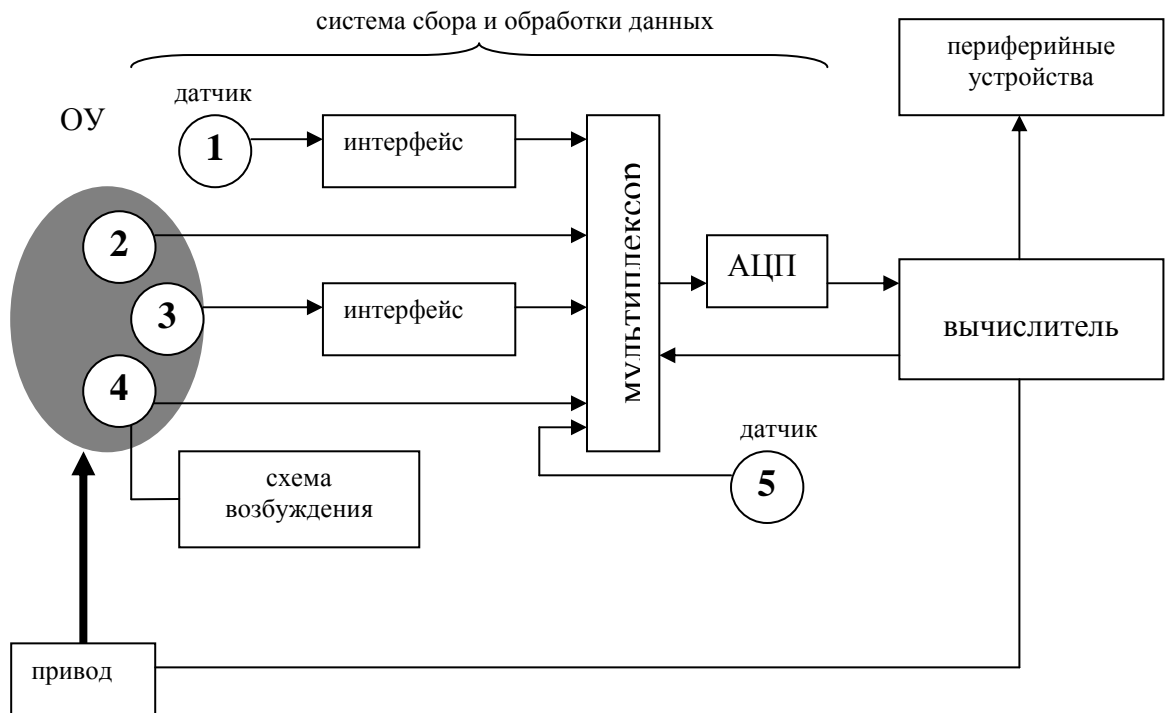 система сбора и обработки данных
периферийные
устройства
датчик
ОУ
1
интерфейс
мультиплексор
2
АЦП
3
интерфейс
вычислитель
4
датчик
5
схема
возбуждения
привод